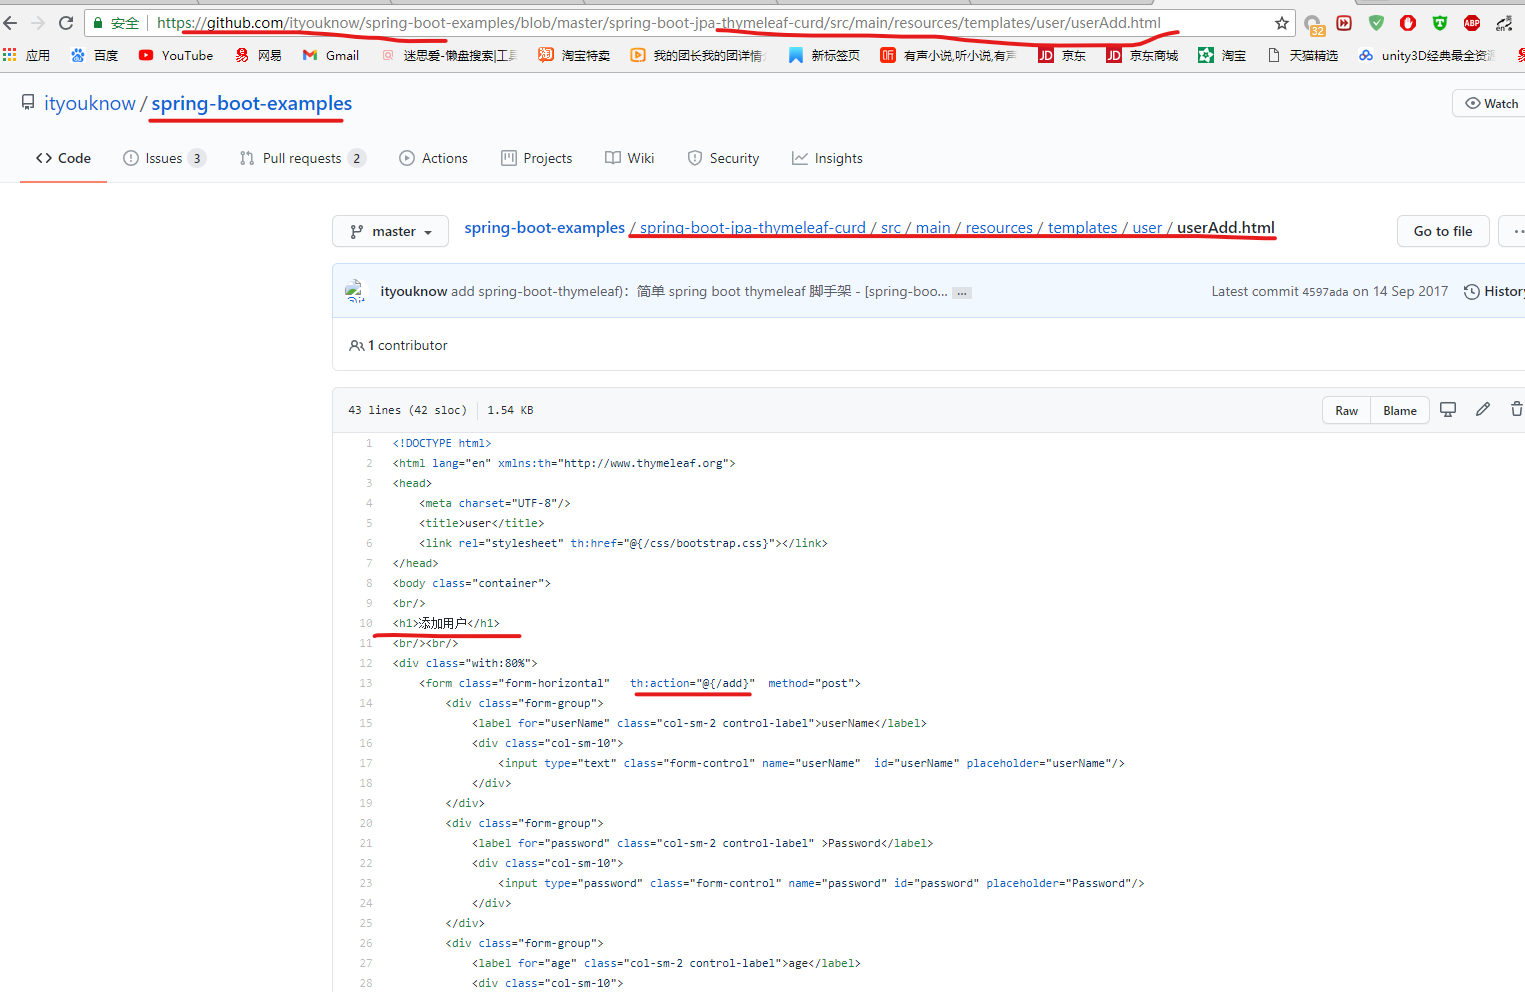 安全 https://github.com/ityouknow/spring-boot-examples/blob/master/spring-boot-jpa-thymeleaf-curd/src/main/resources/templates/user/userAdd.html 32 ABP en
应用 百度 YouTube 网易 Gmail 迷思爱-懒盘搜索|工具 淘 淘宝特卖 我的团长我的团详情 新标签页 听 有声小说,听小说,有声 JD 京东 JD 京东商城 淘宝 天猫精选 unity3D经典最全资源
ityouknow / spring-boot-examples Watch
Code Issues 3 Pull requests 2 Actions Projects Wiki Security Insights
master spring-boot-examples / spring-boot-jpa-thymeleaf-curd / src / main / resources / templates / user / userAdd.html Go to file ...
ityouknow add spring-boot-thymeleaf)：简单 spring boot thymeleaf 脚手架 - [spring-boo... ... Latest commit 4597ada on 14 Sep 2017 History
1 contributor
43 lines (42 sloc) 1.54 KB Raw Blame
1 <!DOCTYPE html>
2 <html lang="en" xmlns:th="http://www.thymeleaf.org">
3 <head>
4 <meta charset="UTF-8"/>
5 <title>user</title>
6 <link rel="stylesheet" th:href="@{/css/bootstrap.css}"></link>
7 </head>
8 <body class="container">
9 <br/>
10 <h1>添加用户</h1>
11 <br/><br/>
12 <div class="with:80%">
13 <form class="form-horizontal" th:action="@{/add}" method="post">
14 <div class="form-group">
15 <label for="userName" class="col-sm-2 control-label">userName</label>
16 <div class="col-sm-10">
17 <input type="text" class="form-control" name="userName" id="userName" placeholder="userName"/>
18 </div>
19 </div>
20 <div class="form-group">
21 <label for="password" class="col-sm-2 control-label" >Password</label>
22 <div class="col-sm-10">
23 <input type="password" class="form-control" name="password" id="password" placeholder="Password"/>
24 </div>
25 </div>
26 <div class="form-group">
27 <label for="age" class="col-sm-2 control-label">age</label>
28 <div class="col-sm-10">